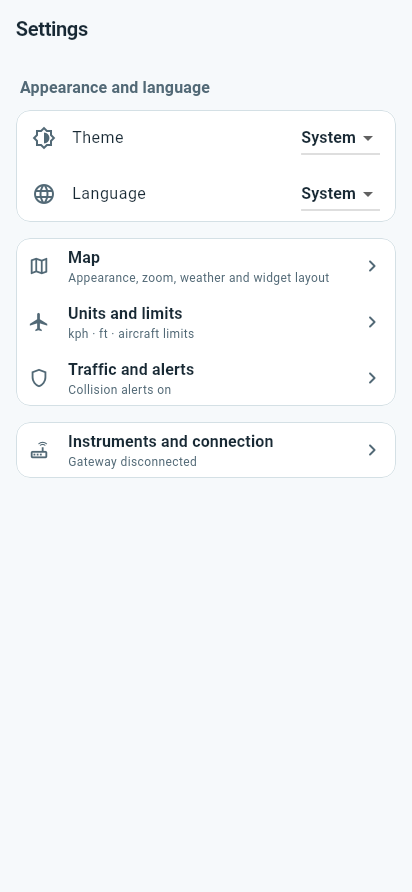 Settings
Appearance and language
Theme
System
Language
System
Map
Appearance, zoom, weather and widget layout
Units and limits
kph · ft · aircraft limits
Traffic and alerts
Collision alerts on
Instruments and connection
Gateway disconnected